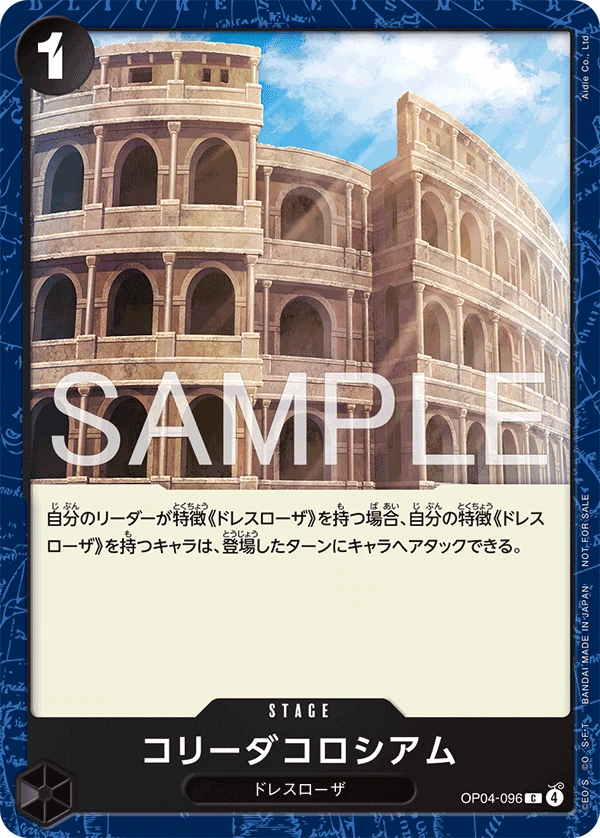 1
Aidie Co., Ltd.
SAMPLE
自分のリーダーが特徴《ドレスローザ》を持つ場合、自分の特徴《ドレス
ローザ》を持つキャラは、登場したターンにキャラへアタックできる。
STAGE
コリーダコロシアム
ドレスローザ
OP04-096 C 4
©E.O/S. ©O/S・F・T BANDAI MADE IN JAPAN NOT FOR SALE